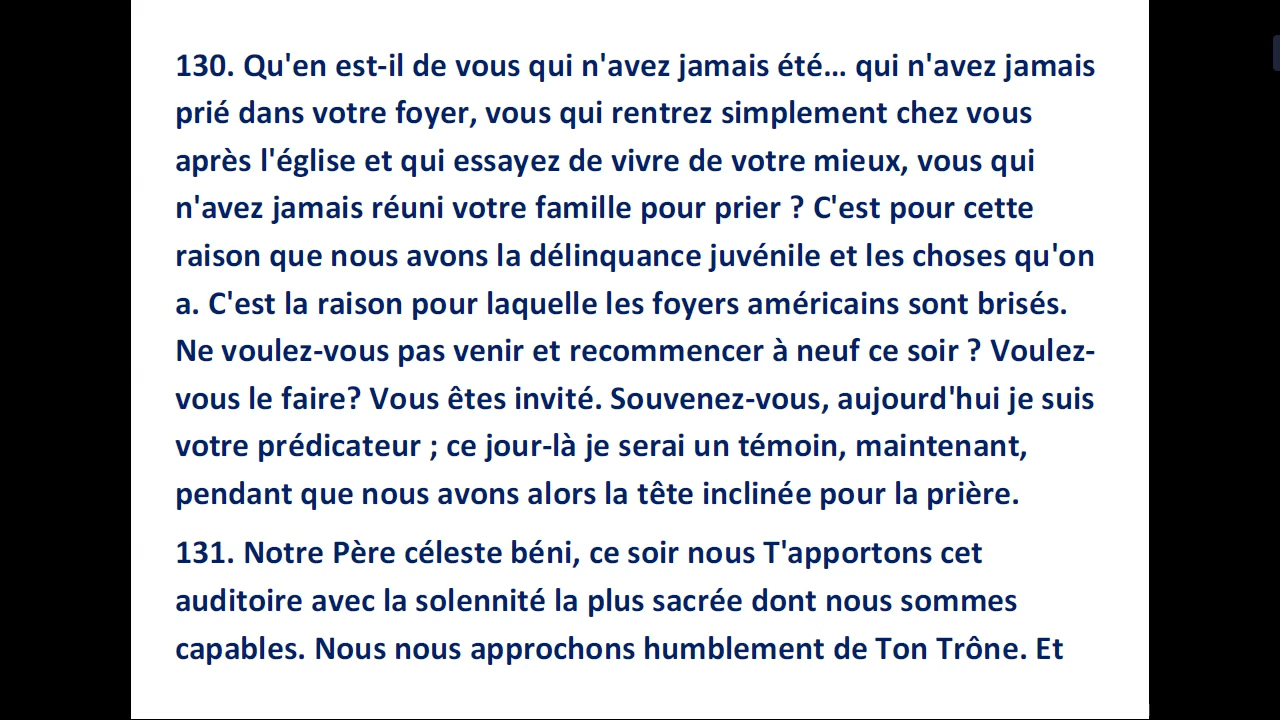 130. Qu'en est-il de vous qui n'avez jamais été... qui n'avez jamais
prié dans votre foyer, vous qui rentrez simplement chez vous
après l'église et qui essayez de vivre de votre mieux, vous qui
n'avez jamais réuni votre famille pour prier ? C'est pour cette
raison que nous avons la délinquance juvénile et les choses qu'on
a. C'est la raison pour laquelle les foyers américains sont brisés.
Ne voulez-vous pas venir et recommencer à neuf ce soir ? Voulez-
vous le faire? Vous êtes invité. Souvenez-vous, aujourd'hui je suis
votre prédicateur ; ce jour-là je serai un témoin, maintenant,
pendant que nous avons alors la tête inclinée pour la prière.
131. Notre Père céleste béni, ce soir nous T'apportons cet
auditoire avec la solennité la plus sacrée dont nous sommes
capables. Nous nous approchons humblement de Ton Trône. Et